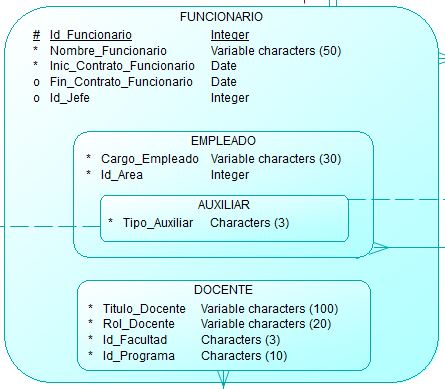 FUNCIONARIO
# Id_Funcionario Integer
* Nombre_Funcionario Variable characters (50)
* Inic_Contrato_Funcionario Date
o Fin_Contrato_Funcionario Date
o Id_Jefe Integer
EMPLEADO
* Cargo_Empleado Variable characters (30)
* Id_Area Integer
AUXILIAR
* Tipo_Auxiliar Characters (3)
DOCENTE
* Titulo_Docente Variable characters (100)
* Rol_Docente Variable characters (20)
* Id_Facultad Characters (3)
* Id_Programa Characters (10)